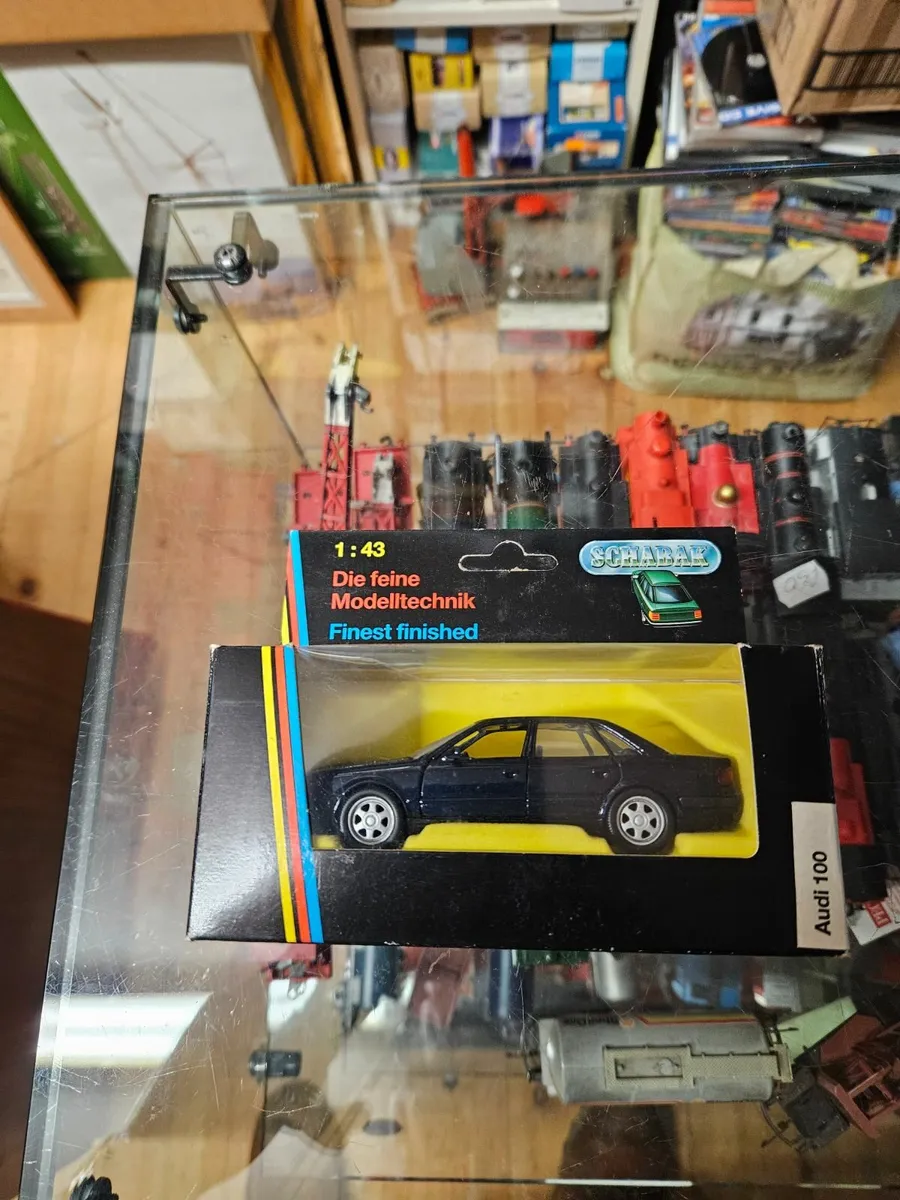 1:43
SCHABAK
Die feine
Modelltechnik
Finest finished
Audi 100